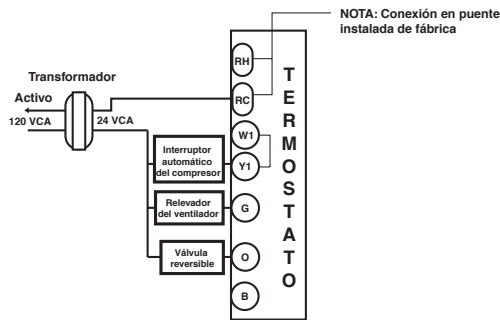 NOTA: Conexión en puente
instalada de fábrica
Transformador
Activo
120 VCA
24 VCA
RH
RC
W1
Y1
G
O
B
TERMOSTATO
Interruptor
automático
del compresor
Relevador
del ventilador
Válvula
reversible